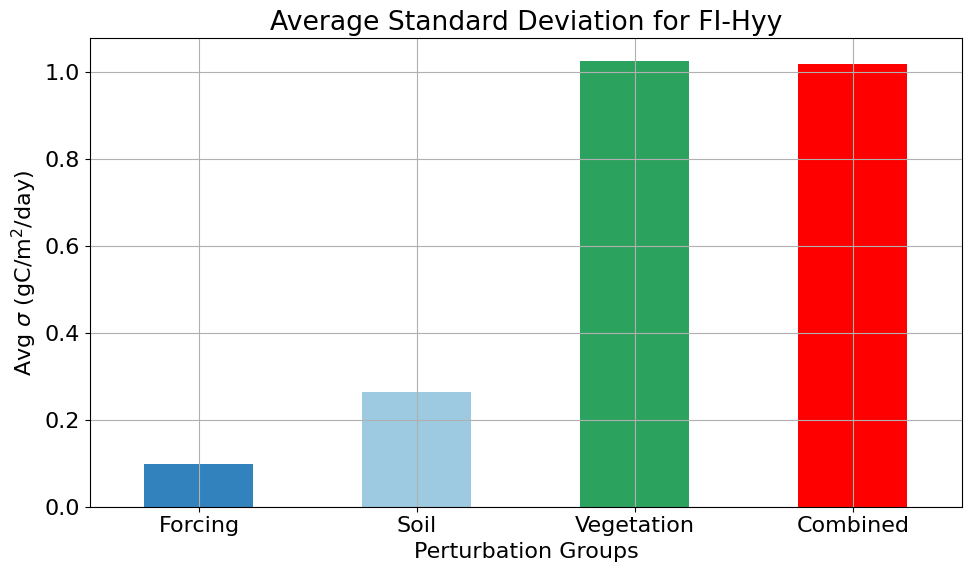 Average Standard Deviation for FI-Hyy
Avg σ (gC/m²/day)
1.0
0.8
0.6
0.4
0.2
0.0
Forcing Soil Vegetation Combined
Perturbation Groups